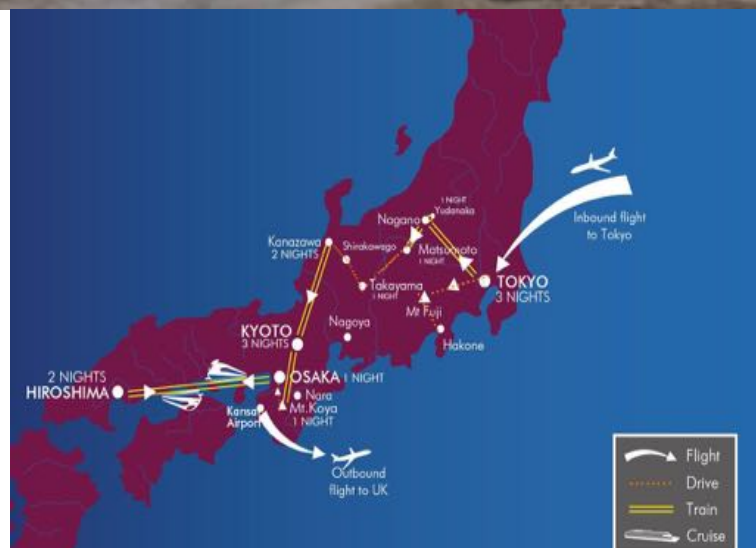 1 NIGHT
Yudanaka
Nagano
Inbound flight
to Tokyo
Kanazawa
2 NIGHTS
Shirakawago
Matsumoto
1 NIGHT
Takayama
1 NIGHT
TOKYO
3 NIGHTS
Mt Fuji
KYOTO
3 NIGHTS
Nagoya
Hakone
2 NIGHTS
HIROSHIMA
OSAKA 1 NIGHT
Nara
Mt.Koya
1 NIGHT
Kansai
Airport
Outbound
flight to UK
Flight
Drive
Train
Cruise